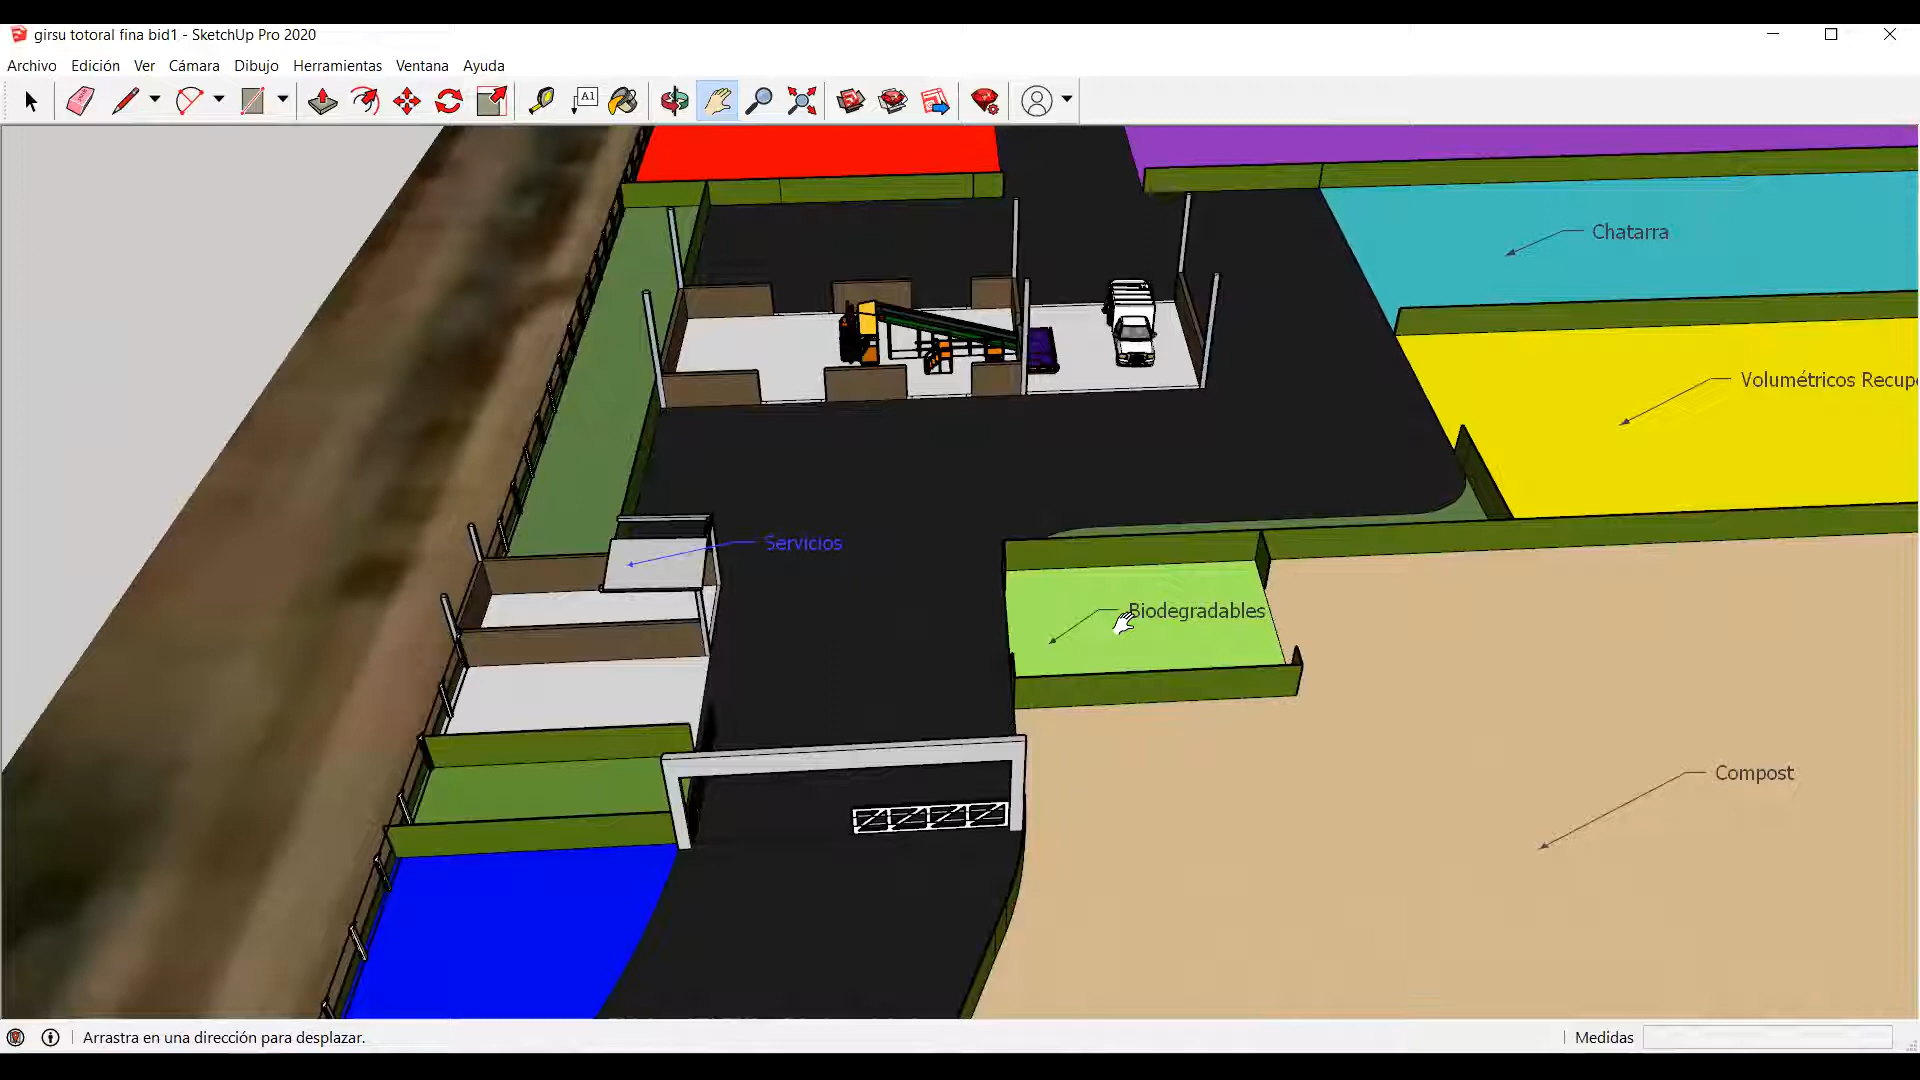 girsu totoral fina bid1 - SketchUp Pro 2020
Archivo Edición Ver Cámara Dibujo Herramientas Ventana Ayuda
A1
Chatarra
Volumétricos Recup
Servicios
Biodegradables
Compost
Arrastra en una dirección para desplazar.
Medidas